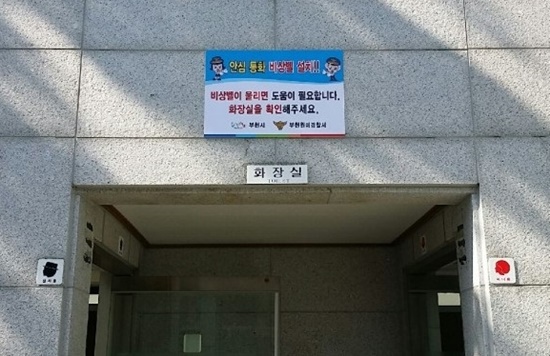 안심 통화 비상벨 설치!!
비상벨이 울리면 도움이 필요합니다.
화장실을 확인해주세요.
부천시 부천원미경찰서
화장실
TOILET